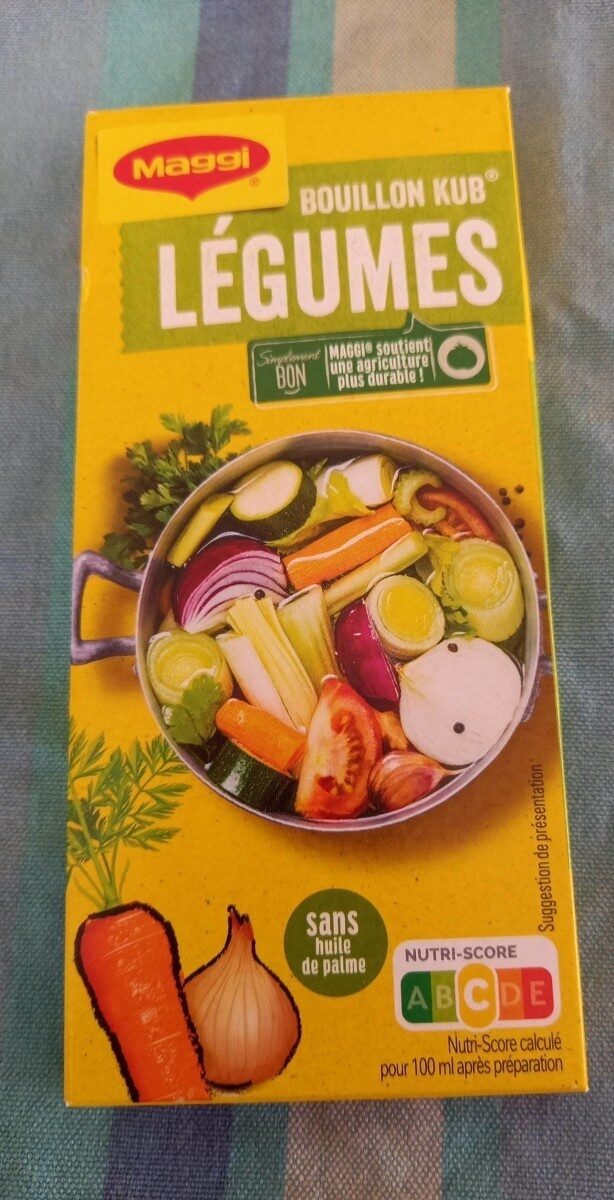 Maggi®
BOUILLON KUB®
LÉGUMES
Simplement
BON
MAGGI® soutient
une agriculture
plus durable !
Suggestion de présentation
sans
huile
de palme
NUTRI-SCORE
A B C D E
Nutri-Score calculé
pour 100 ml après préparation